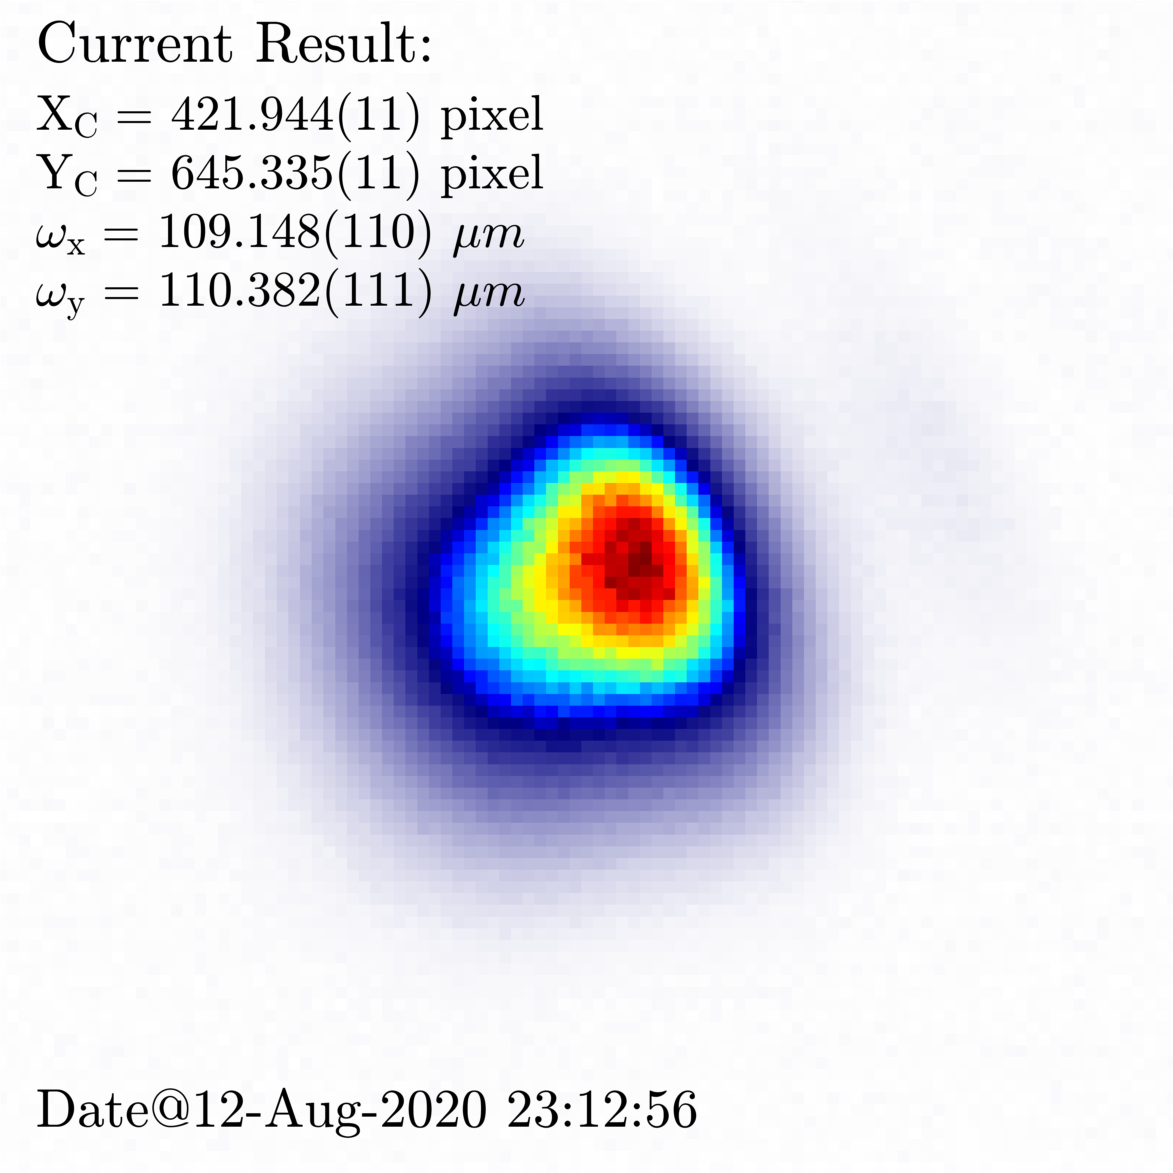 Current Result:
X_C = 421.944(11) pixel
Y_C = 645.335(11) pixel
ω_x = 109.148(110) μm
ω_y = 110.382(111) μm
Date@12-Aug-2020 23:12:56